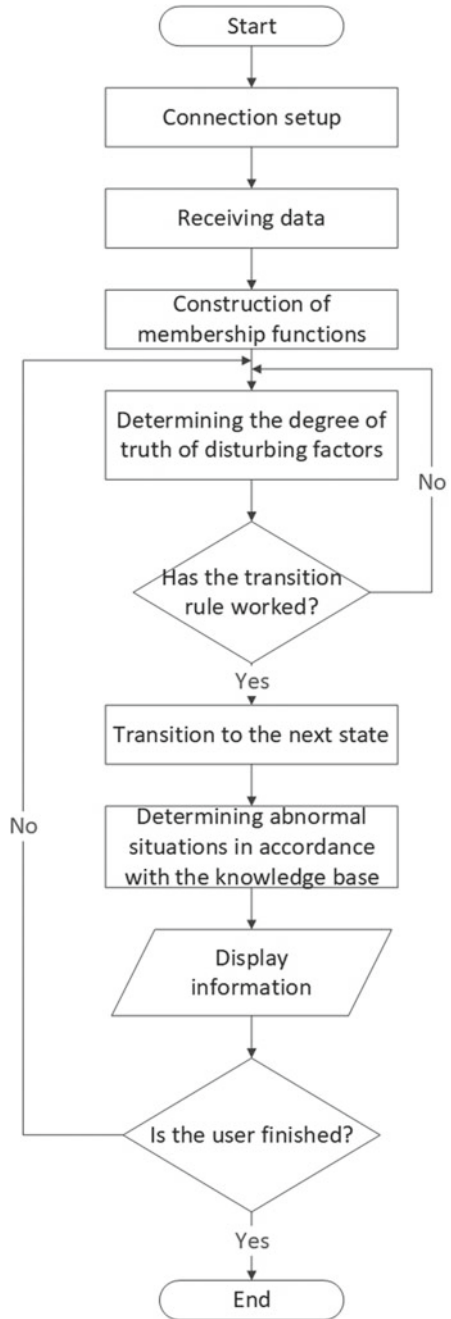 Start
Connection setup
Receiving data
Construction of
membership functions
Determining the degree of
truth of disturbing factors
No
Has the transition
rule worked?
Yes
Transition to the next state
Determining abnormal
situations in accordance
with the knowledge base
No
Display
information
Is the user finished?
Yes
End